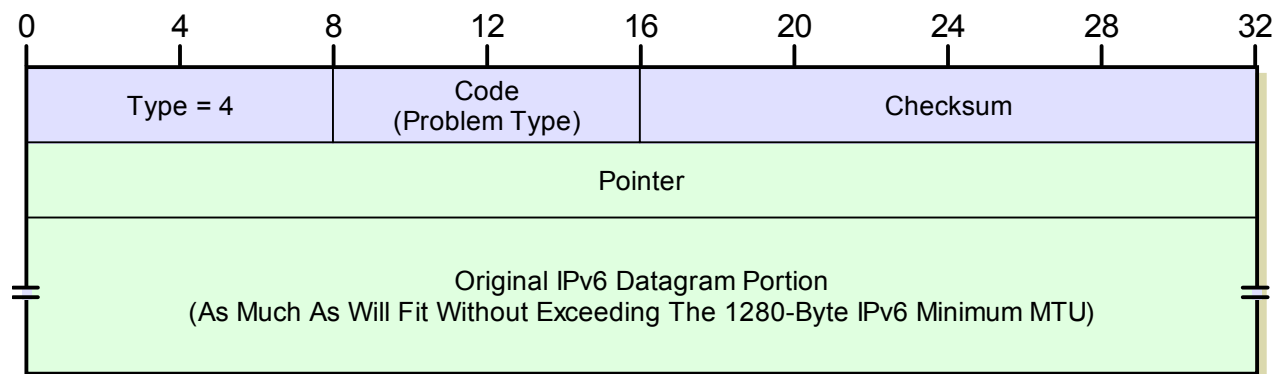 0 4 8 12 16 20 24 28 32
Type = 4
Code
(Problem Type)
Checksum
Pointer
Original IPv6 Datagram Portion
(As Much As Will Fit Without Exceeding The 1280-Byte IPv6 Minimum MTU)